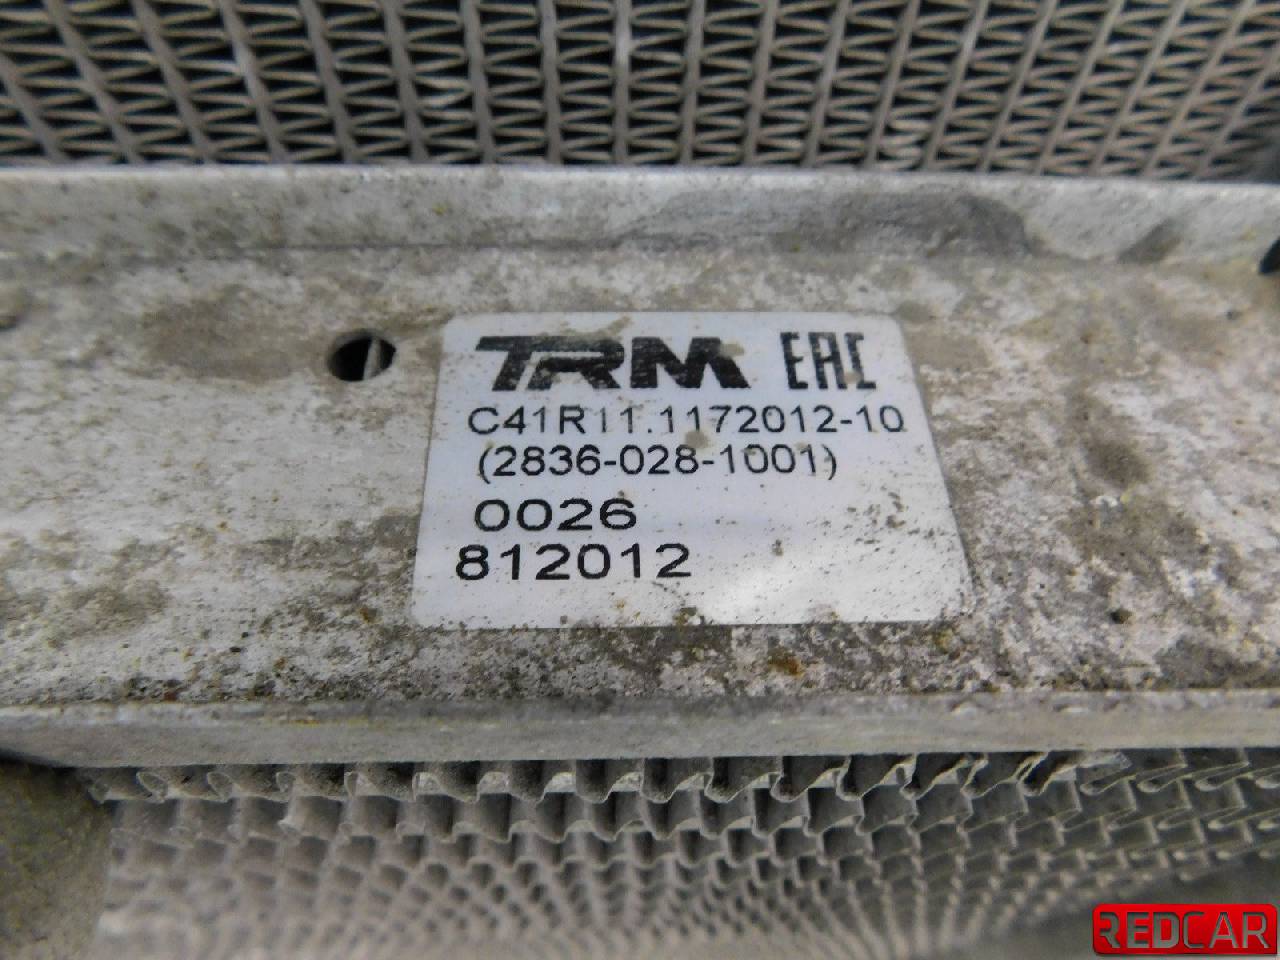 TRM EAC
C41R11.1172012-10
(2836-028-1001)
0026
812012
REDCAR